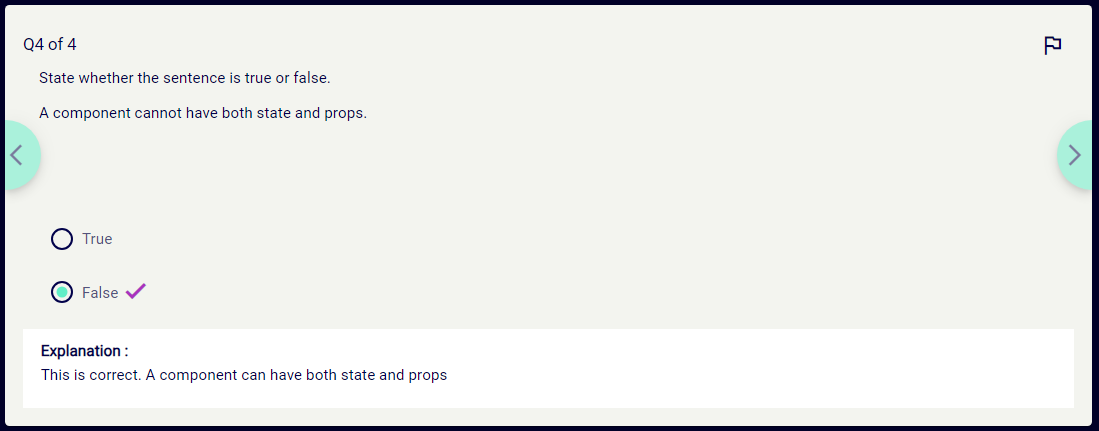 Q4 of 4
State whether the sentence is true or false.
A component cannot have both state and props.
True
False
Explanation :
This is correct. A component can have both state and props